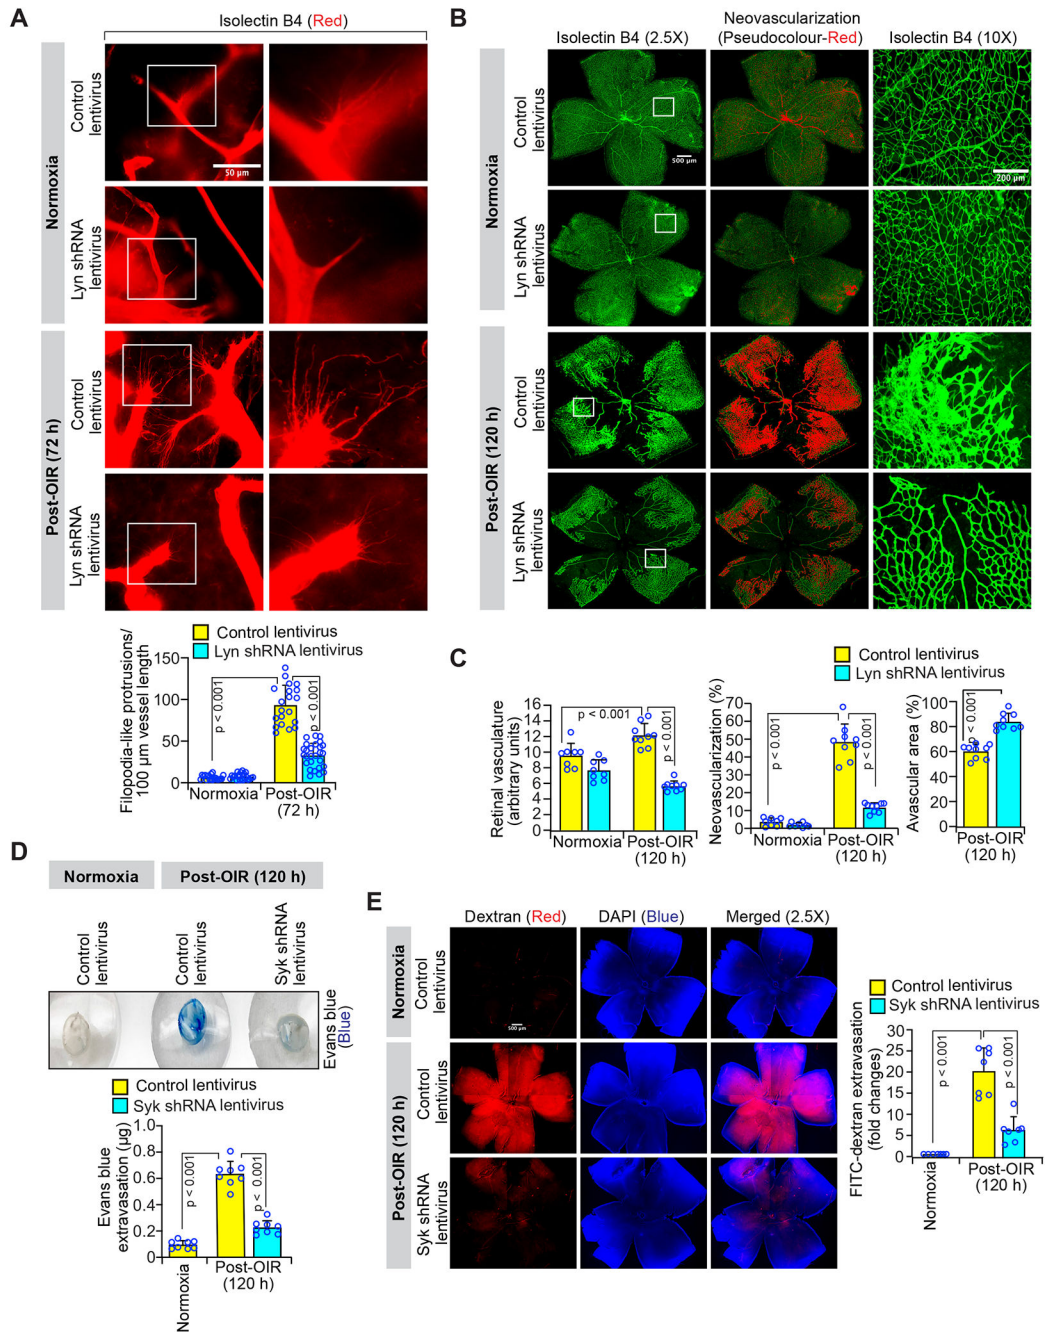 A
Isolectin B4 (Red)
Normoxia
Control
lentivirus
Lyn shRNA
lentivirus
50 µm
Post-OIR (72 h)
Control
lentivirus
Lyn shRNA
lentivirus
Control lentivirus
Lyn shRNA lentivirus
Filopodia-like protrusions/
100 µm vessel length
150
100
50
0
p < 0.001
p < 0.001
Normoxia
Post-OIR
(72 h)
B
Isolectin B4 (2.5X)
Neovascularization
(Pseudocolour-Red)
Isolectin B4 (10X)
Normoxia
Control
lentivirus
Lyn shRNA
lentivirus
500 µm
200 µm
Post-OIR (120 h)
Control
lentivirus
Lyn shRNA
lentivirus
C
Control lentivirus
Lyn shRNA lentivirus
Retinal vasculature
(arbitrary units)
16
14
12
10
8
6
4
2
0
p < 0.001
p < 0.001
Normoxia
Post-OIR
(120 h)
Neovascularization (%)
70
60
50
40
30
20
10
0
p < 0.001
p < 0.001
Normoxia
Post-OIR
(120 h)
Avascular area (%)
100
80
60
40
20
0
p < 0.001
Post-OIR
(120 h)
D
Normoxia
Post-OIR (120 h)
Control
lentivirus
Control
lentivirus
Syk shRNA
lentivirus
Evans blue
(Blue)
Control lentivirus
Syk shRNA lentivirus
Evans blue
extravasation (µg)
1.0
0.8
0.6
0.4
0.2
0
p < 0.001
p < 0.001
Normoxia
Post-OIR
(120 h)
E
Dextran (Red)
DAPI (Blue)
Merged (2.5X)
Normoxia
Control
lentivirus
500 µm
Post-OIR (120 h)
Control
lentivirus
Syk shRNA
lentivirus
Control lentivirus
Syk shRNA lentivirus
FITC-dextran extravasation
(fold changes)
30
25
20
15
10
5
0
p < 0.001
p < 0.001
Normoxia
Post-OIR
(120 h)